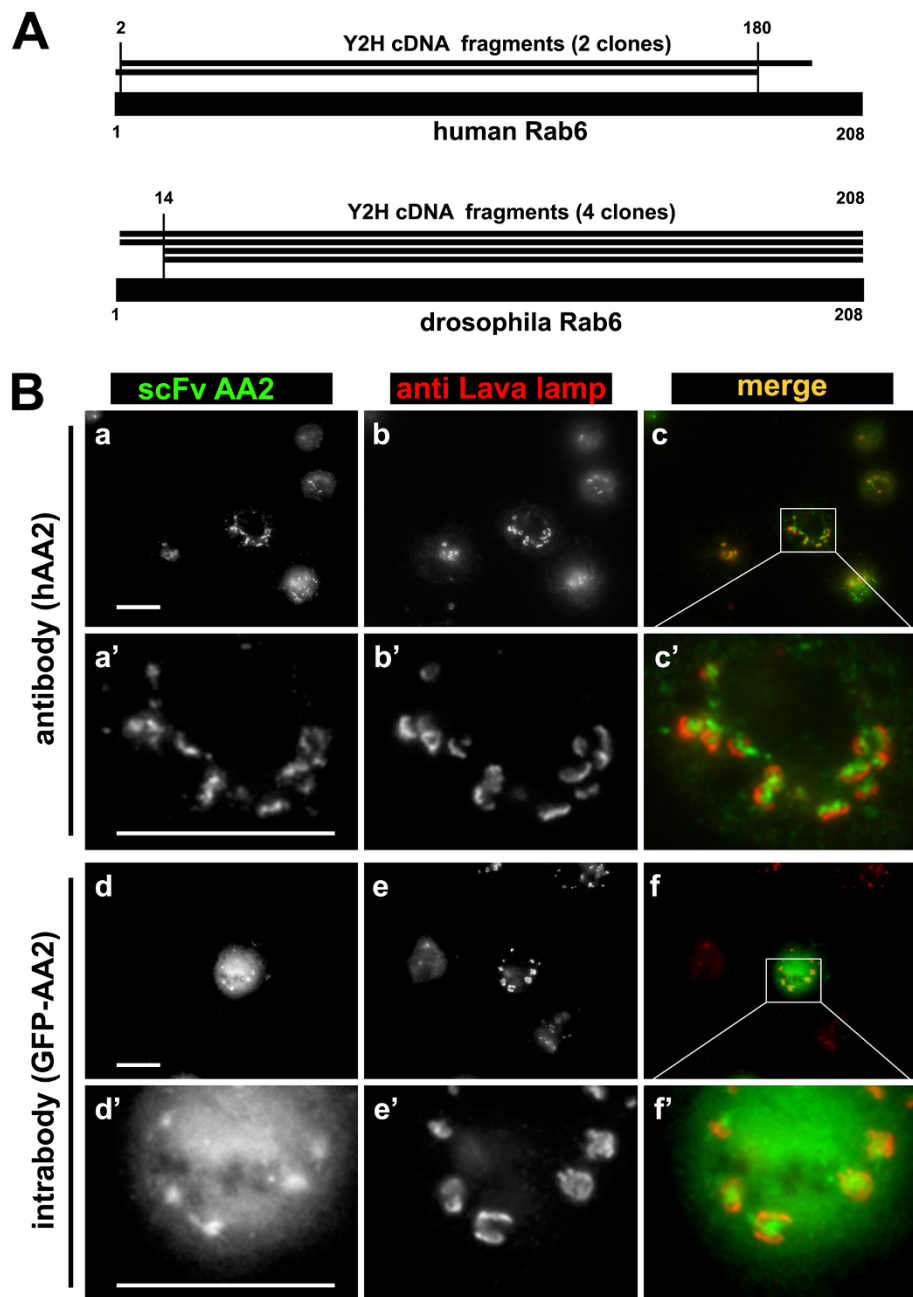 A
2
180
Y2H cDNA fragments (2 clones)
1
human Rab6
208
14
208
Y2H cDNA fragments (4 clones)
1
drosophila Rab6
208
B
scFv AA2
anti Lava lamp
merge
antibody (hAA2)
a
b
c
a'
b'
c'
intrabody (GFP-AA2)
d
e
f
d'
e'
f'